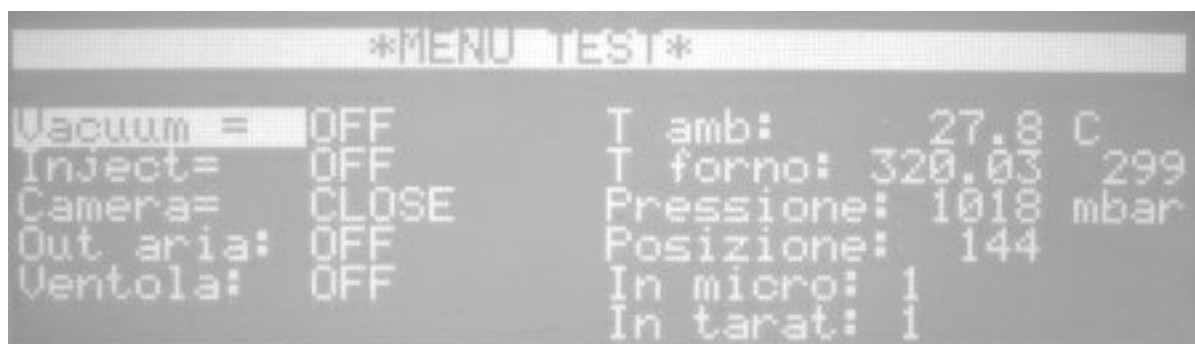 *MENU TEST*
Vacuum = OFF T amb: 27.8 C
Inject= OFF T forno: 320.03 299
Camera= CLOSE Pressione: 1018 mbar
Out aria: OFF Posizione: 144
Ventola: OFF In micro: 1
In tarat: 1